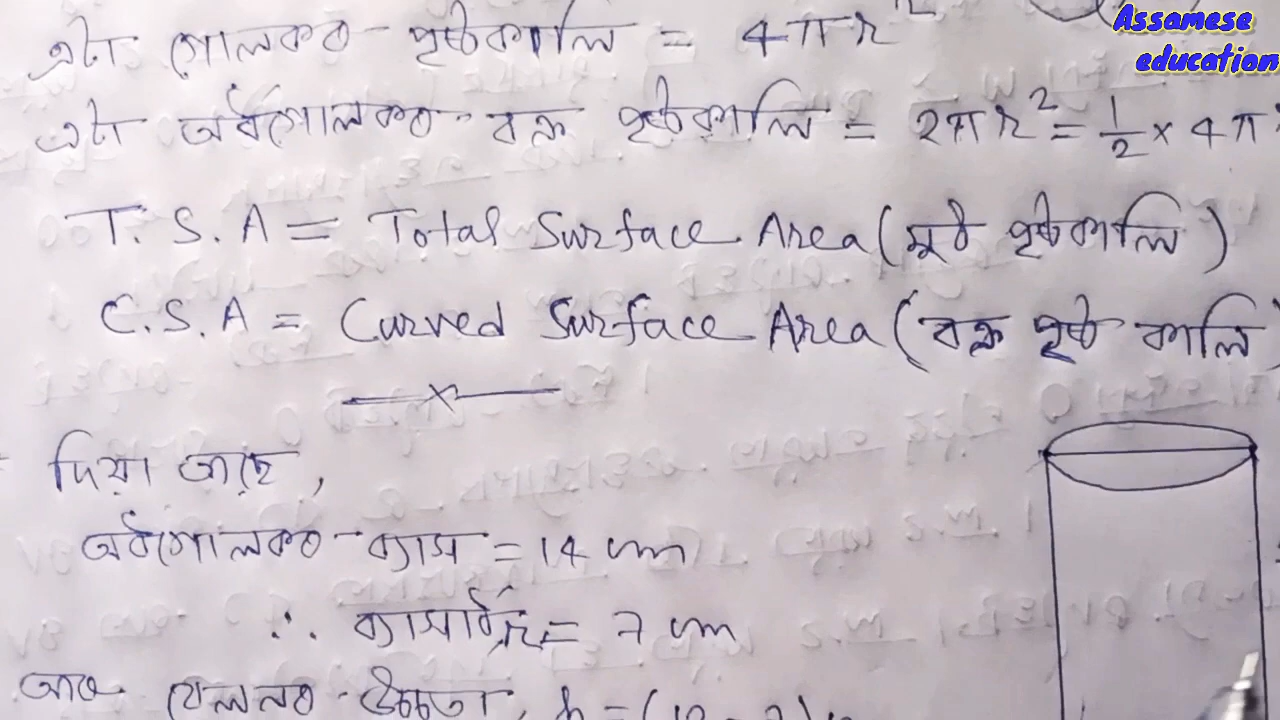 Assamese
education
এটা গোলকৰ পৃষ্ঠকালি = 4πr²
এটা অৰ্ধগোলকৰ বক্ৰ পৃষ্ঠকালি = 2πr² = 1/2 × 4π
T.S.A = Total Surface Area (মুঠ পৃষ্ঠকালি)
C.S.A = Curved Surface Area (বক্ৰ পৃষ্ঠ কালি)
দিয়া আছে,
অৰ্ধগোলকৰ ব্যাস = 14 cm
∴ ব্যাসাৰ্ধ, r = 7 cm
আৰু বেলনৰ উচ্চতা, h =